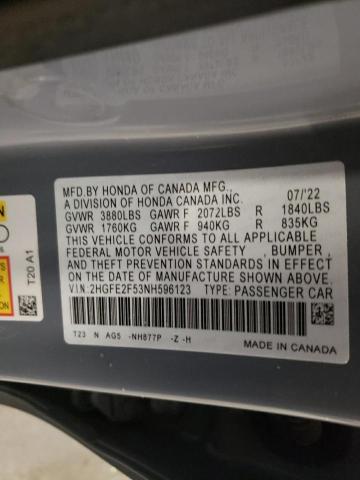 MFD.BY HONDA OF CANADA MFG.,
A DIVISION OF HONDA CANADA INC. 07/'22
GVWR 3880LBS GAWR F 2072LBS R 1840LBS
GVWR 1760KG GAWR F 940KG R 835KG
THIS VEHICLE CONFORMS TO ALL APPLICABLE
FEDERAL MOTOR VEHICLE SAFETY , BUMPER ,
AND THEFT PREVENTION STANDARDS IN EFFECT
ON THE DATE OF MANUFACTURE SHOWN ABOVE.
V.I.N:2HGFE2F53NH596123 TYPE: PASSENGER CAR
T23 N AG5 -NH877P -Z -H
MADE IN CANADA
T20 A1